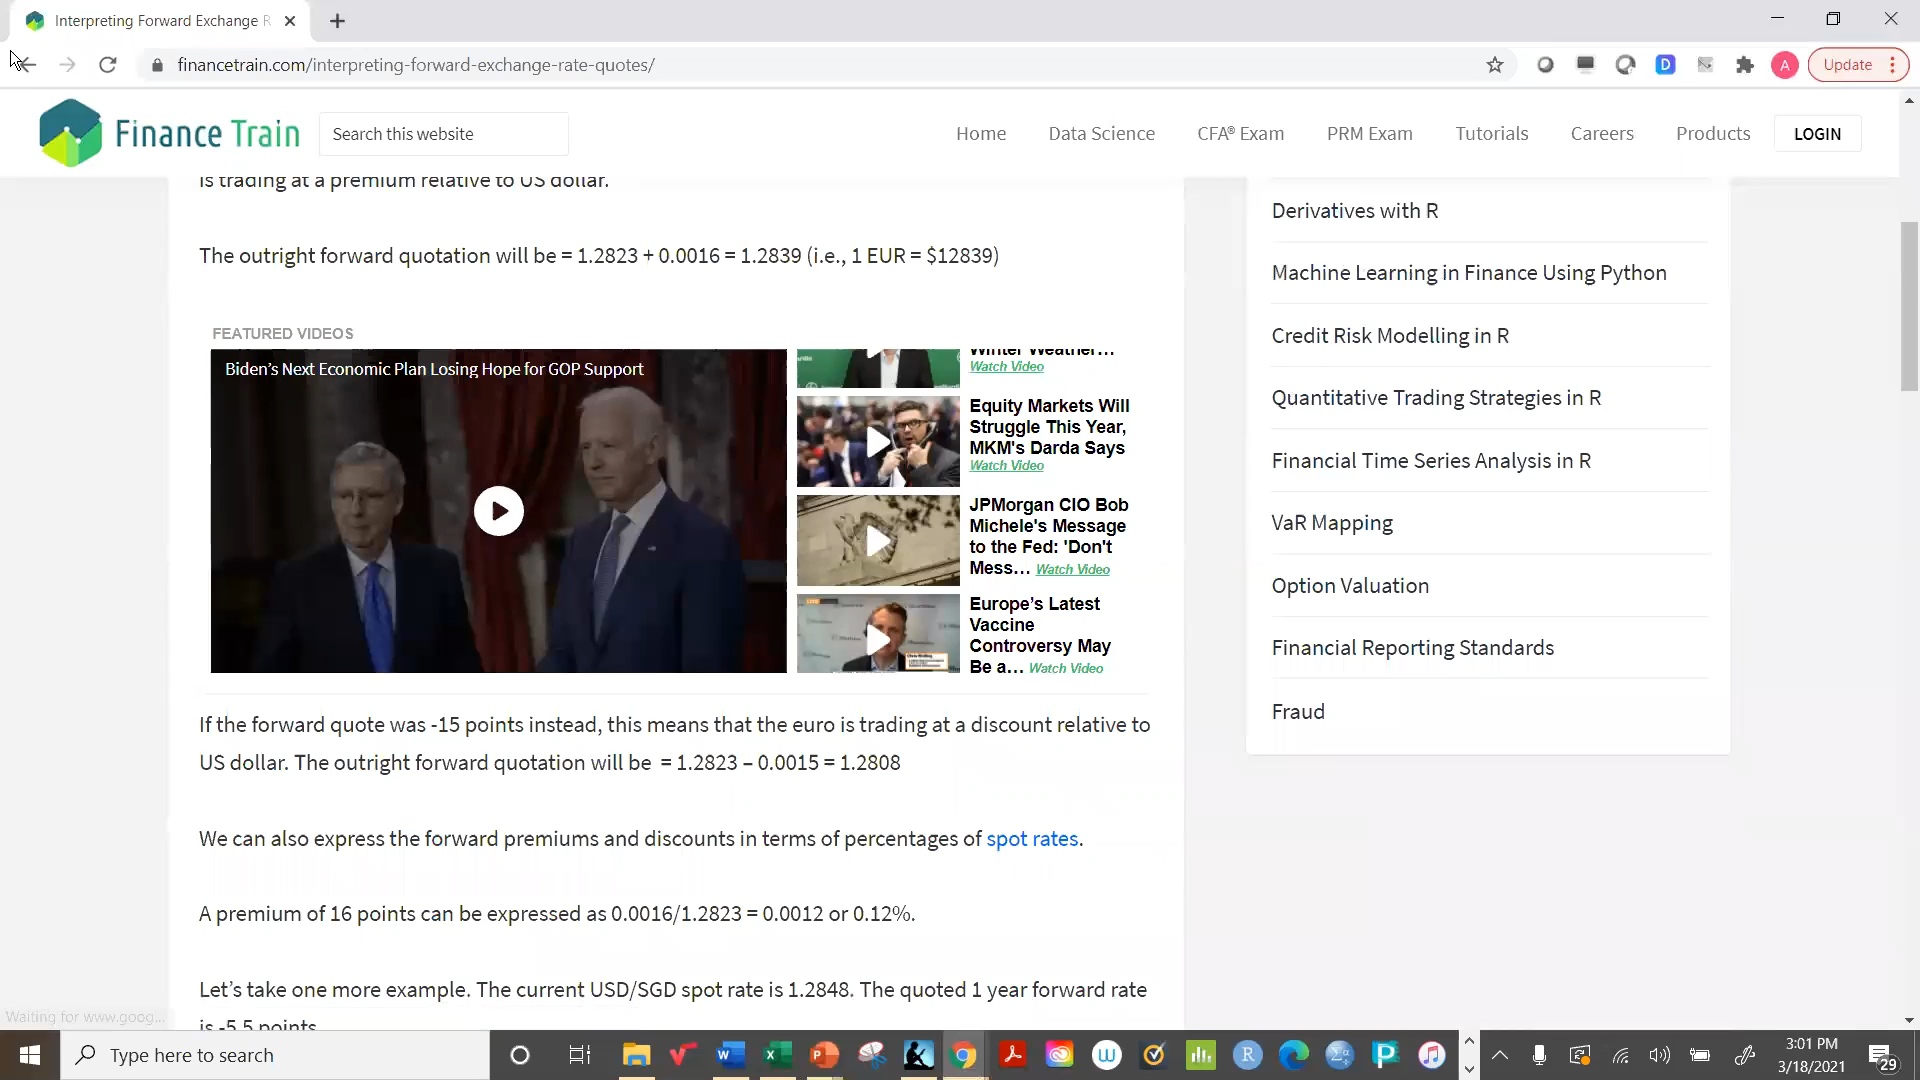 Interpreting Forward Exchange R
financetrain.com/interpreting-forward-exchange-rate-quotes/
D
A
Update
Finance Train
Search this website
Home
Data Science
CFA® Exam
PRM Exam
Tutorials
Careers
Products
LOGIN
is trading at a premium relative to US dollar.
The outright forward quotation will be = 1.2823 + 0.0016 = 1.2839 (i.e., 1 EUR = $12839)
FEATURED VIDEOS
Biden’s Next Economic Plan Losing Hope for GOP Support
Winter Weather…
Watch Video
Equity Markets Will
Struggle This Year,
MKM's Darda Says
Watch Video
JPMorgan CIO Bob
Michele's Message
to the Fed: 'Don't
Mess… Watch Video
Europe’s Latest
Vaccine
Controversy May
Be a… Watch Video
If the forward quote was -15 points instead, this means that the euro is trading at a discount relative to
US dollar. The outright forward quotation will be = 1.2823 – 0.0015 = 1.2808
We can also express the forward premiums and discounts in terms of percentages of spot rates.
A premium of 16 points can be expressed as 0.0016/1.2823 = 0.0012 or 0.12%.
Let’s take one more example. The current USD/SGD spot rate is 1.2848. The quoted 1 year forward rate
is -5.5 points
Derivatives with R
Machine Learning in Finance Using Python
Credit Risk Modelling in R
Quantitative Trading Strategies in R
Financial Time Series Analysis in R
VaR Mapping
Option Valuation
Financial Reporting Standards
Fraud
Waiting for www.goog...
Type here to search
3:01 PM
3/18/2021
29